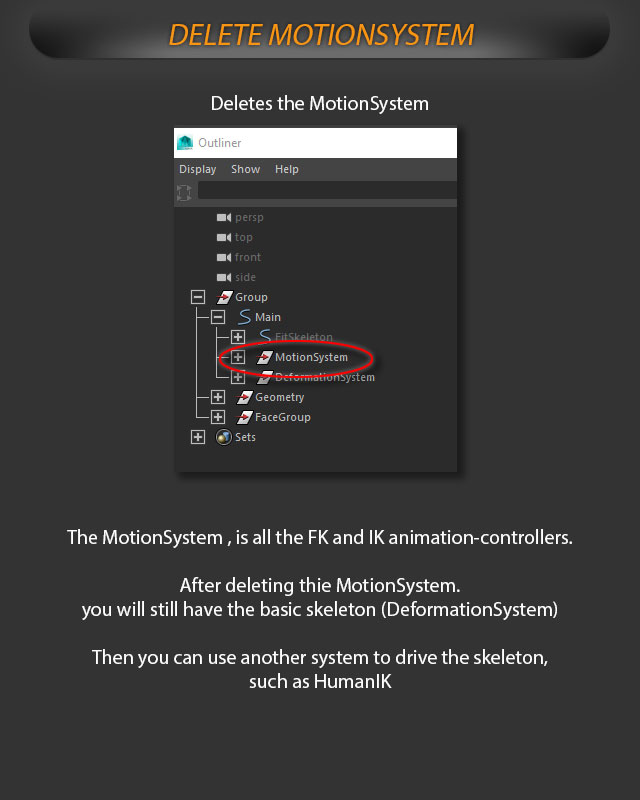 DELETE MOTIONSYSTEM
Deletes the MotionSystem
Outliner
Display Show Help
persp
top
front
side
Group
Main
FitSkeleton
MotionSystem
DeformationSystem
Geometry
FaceGroup
Sets
The MotionSystem , is all the FK and IK animation-controllers.
After deleting thie MotionSystem.
you will still have the basic skeleton (DeformationSystem)
Then you can use another system to drive the skeleton,
such as HumanIK